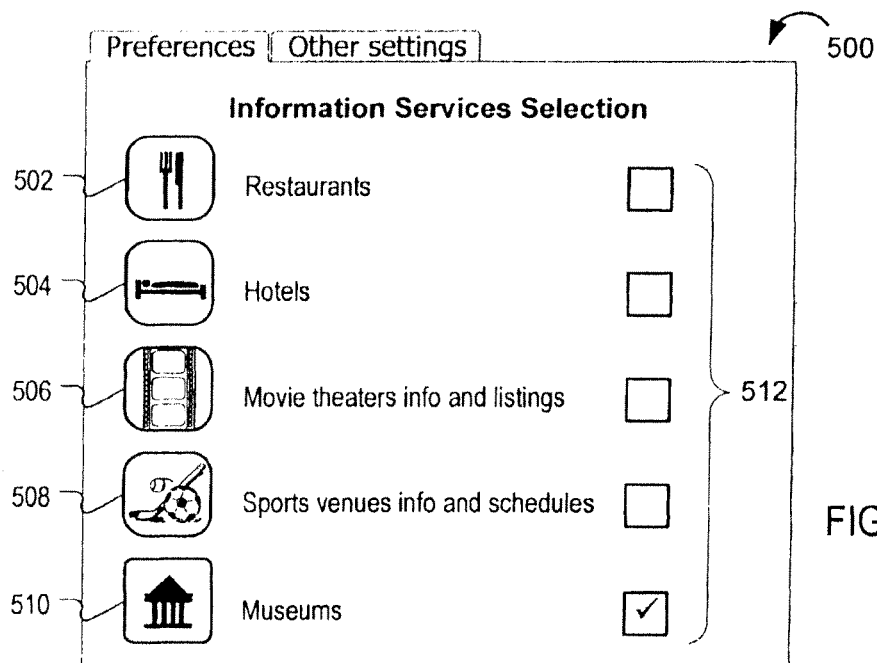 Preferences Other settings
500
Information Services Selection
502 Restaurants
504 Hotels
506 Movie theaters info and listings
512
508 Sports venues info and schedules
FIG
510 Museums